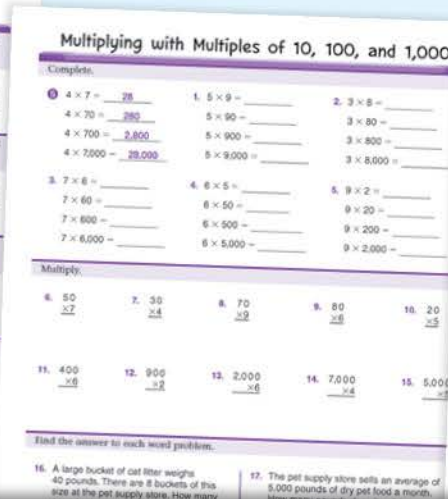 Multiplying with Multiples of 10, 100, and 1,000
Complete.
4 × 7 = 28
4 × 70 = 280
4 × 700 = 2,800
4 × 7,000 = 28,000
1. 5 × 9 =
5 × 90 =
5 × 900 =
5 × 9,000 =
2. 3 × 8 =
3 × 80 =
3 × 800 =
3 × 8,000 =
3. 7 × 6 =
7 × 60 =
7 × 600 =
7 × 6,000 =
4. 6 × 5 =
6 × 50 =
6 × 500 =
6 × 5,000 =
5. 9 × 2 =
9 × 20 =
9 × 200 =
9 × 2,000 =
Multiply.
6. 50
×7
7. 30
×4
8. 70
×9
9. 80
×6
10. 20
×5
11. 400
×6
12. 900
×2
13. 2,000
×6
14. 7,000
×4
15. 5,000
Find the answer to each word problem.
16. A large bucket of cat litter weighs
40 pounds. There are 8 buckets of this
size at the pet supply store. How many
17. The pet supply store sells an average of
5,000 pounds of dry pet food a month.